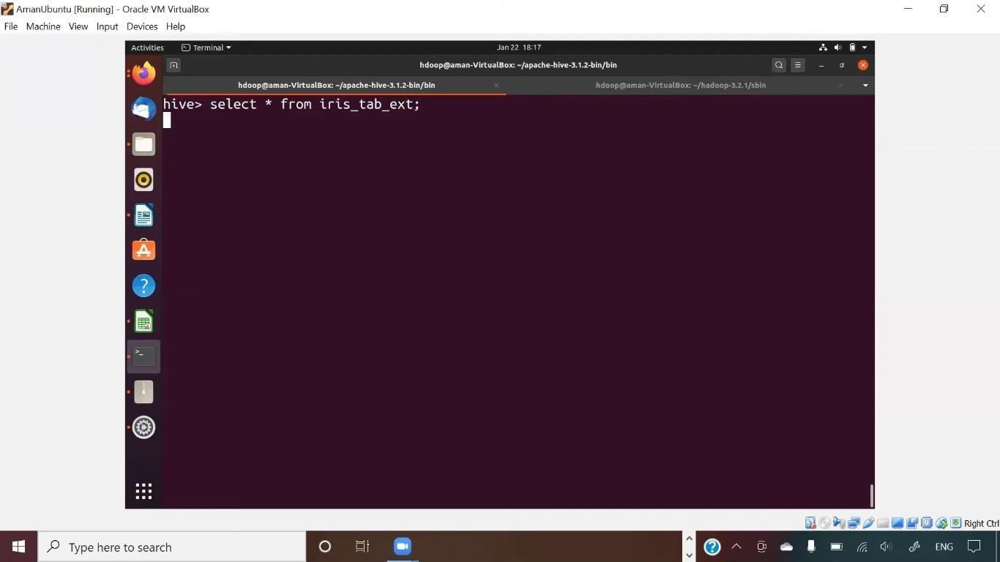 AmanUbuntu [Running] - Oracle VM VirtualBox
File Machine View Input Devices Help
Activities Terminal Jan 22 18:17
hdoop@aman-VirtualBox: ~/apache-hive-3.1.2-bin/bin
hdoop@aman-VirtualBox: ~/apache-hive-3.1.2-bin/bin hdoop@aman-VirtualBox: ~/hadoop-3.2.1/sbin
hive> select * from iris_tab_ext;
Right Ctrl
Type here to search ENG